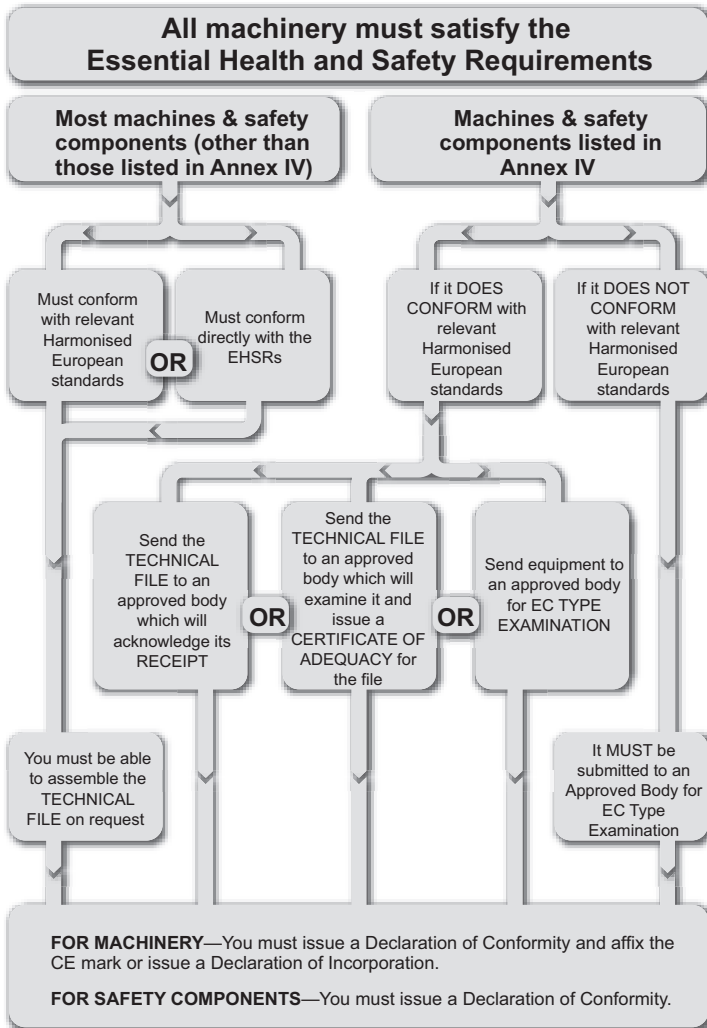 All machinery must satisfy the
Essential Health and Safety Requirements
Most machines & safety
components (other than
those listed in Annex IV)
Machines & safety
components listed in
Annex IV
Must conform
with relevant
Harmonised
European
standards
OR
Must conform
directly with the
EHSRs
If it DOES
CONFORM with
relevant
Harmonised
European
standards
If it DOES NOT
CONFORM
with relevant
Harmonised
European
standards
Send the
TECHNICAL
FILE to an
approved body
which will
acknowledge its
RECEIPT
OR
Send the
TECHNICAL FILE
to an approved
body which will
examine it and
issue a
CERTIFICATE OF
ADEQUACY for
the file
OR
Send equipment to
an approved body
for EC TYPE
EXAMINATION
You must be able
to assemble the
TECHNICAL
FILE on request
It MUST be
submitted to an
Approved Body for
EC Type
Examination
FOR MACHINERY—You must issue a Declaration of Conformity and affix the
CE mark or issue a Declaration of Incorporation.
FOR SAFETY COMPONENTS—You must issue a Declaration of Conformity.